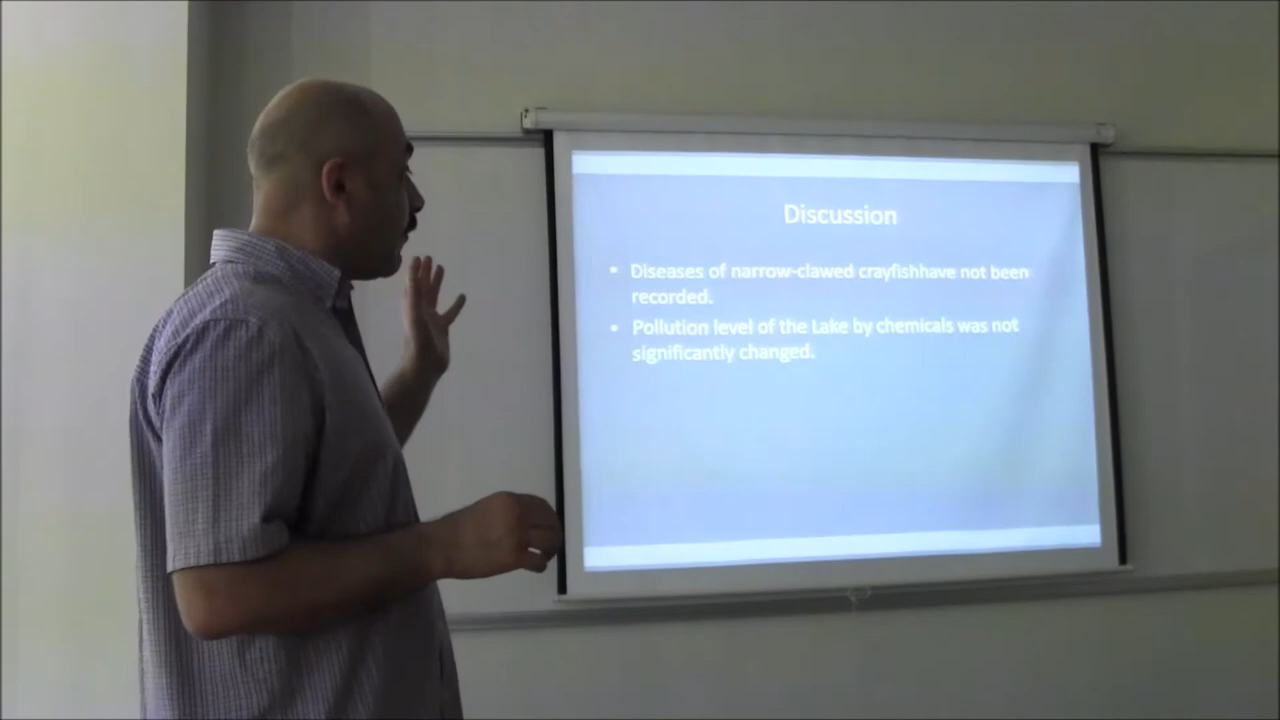 Discussion
• Diseases of narrow-clawed crayfishhave not been
recorded.
• Pollution level of the Lake by chemicals was not
significantly changed.